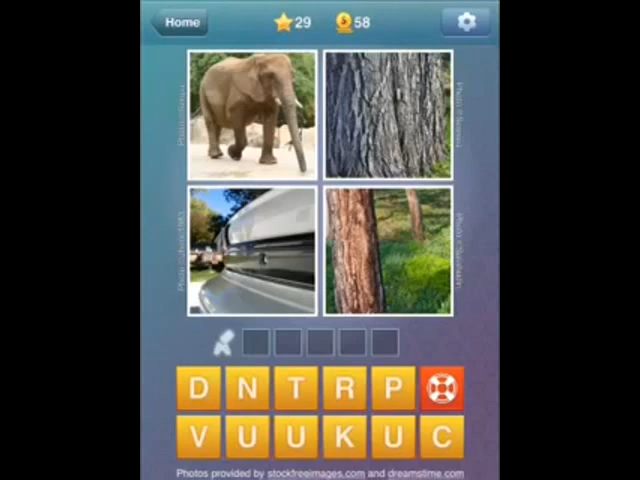 Home 29 58
D N T R P
V U U K U C
Photos provided by stockfreeimages.com and dreamstime.com